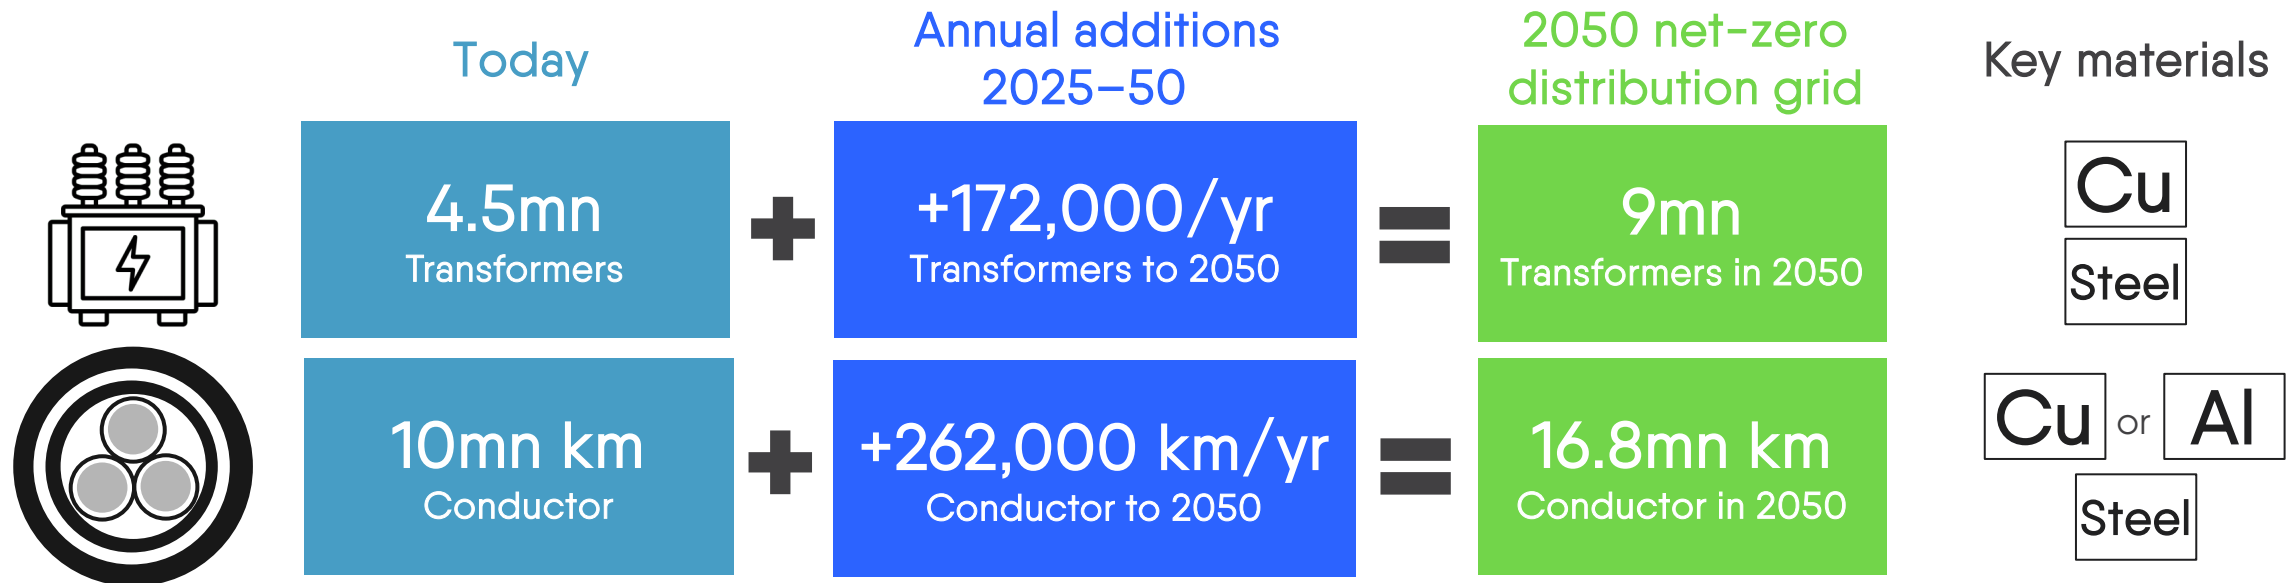 Today
Annual additions
2025–50
2050 net-zero
distribution grid
Key materials
4.5mn
Transformers
+172,000/yr
Transformers to 2050
9mn
Transformers in 2050
Cu
Steel
10mn km
Conductor
+262,000 km/yr
Conductor to 2050
16.8mn km
Conductor in 2050
Cu or Al
Steel